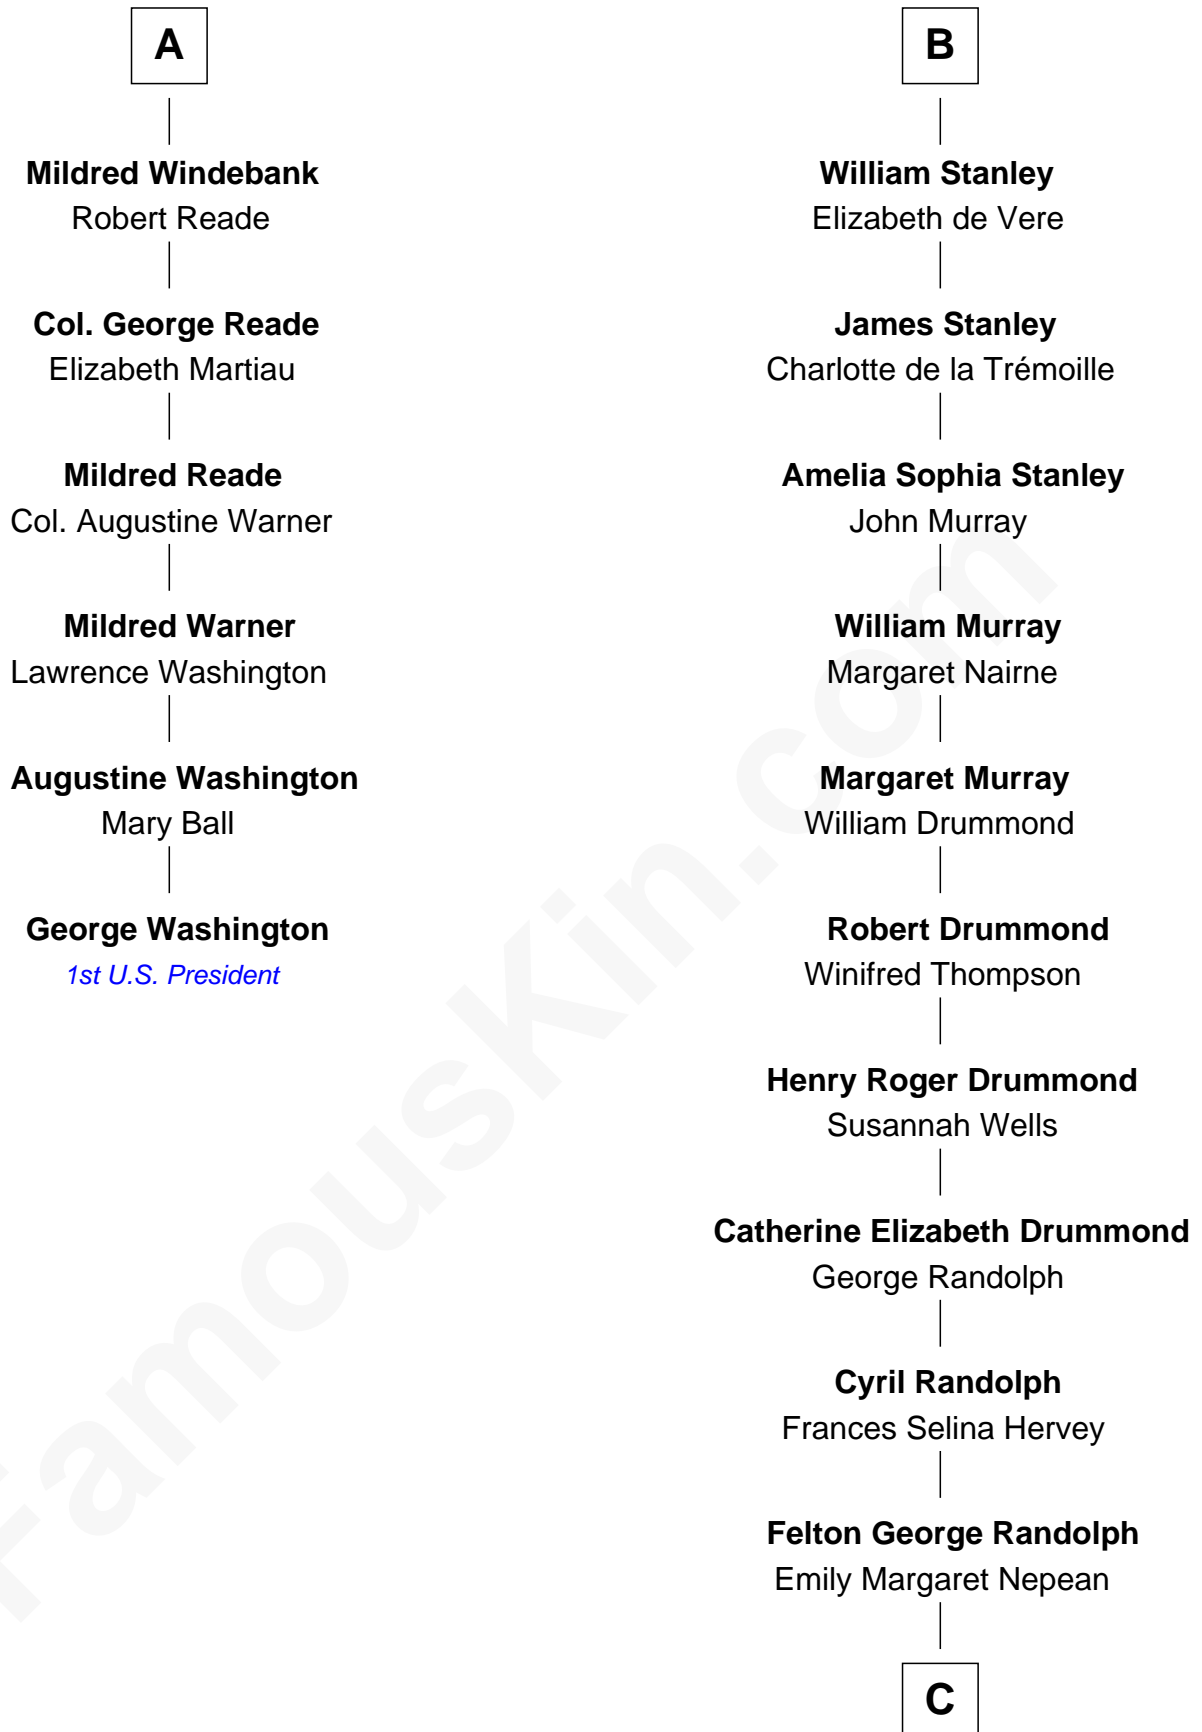 A
Mildred Windebank
Robert Reade
Col. George Reade
Elizabeth Martiau
Mildred Reade
Col. Augustine Warner
Mildred Warner
Lawrence Washington
Augustine Washington
Mary Ball
George Washington
1st U.S. President
B
William Stanley
Elizabeth de Vere
James Stanley
Charlotte de la Trémoille
Amelia Sophia Stanley
John Murray
William Murray
Margaret Nairne
Margaret Murray
William Drummond
Robert Drummond
Winifred Thompson
Henry Roger Drummond
Susannah Wells
Catherine Elizabeth Drummond
George Randolph
Cyril Randolph
Frances Selina Hervey
Felton George Randolph
Emily Margaret Nepean
C
FamousKin.com